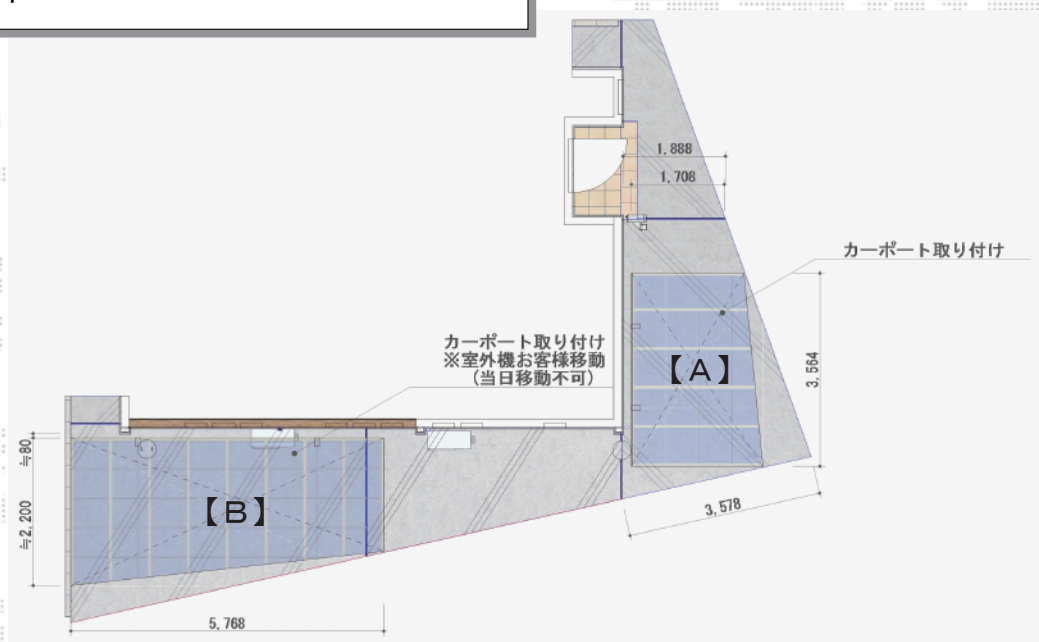 1,888
1,708
カーポート取り付け
カーポート取り付け
※室外機お客様移動
（当日移動不可）
【A】
3,564
≒80
【B】
≒2,200
3,578
5,768